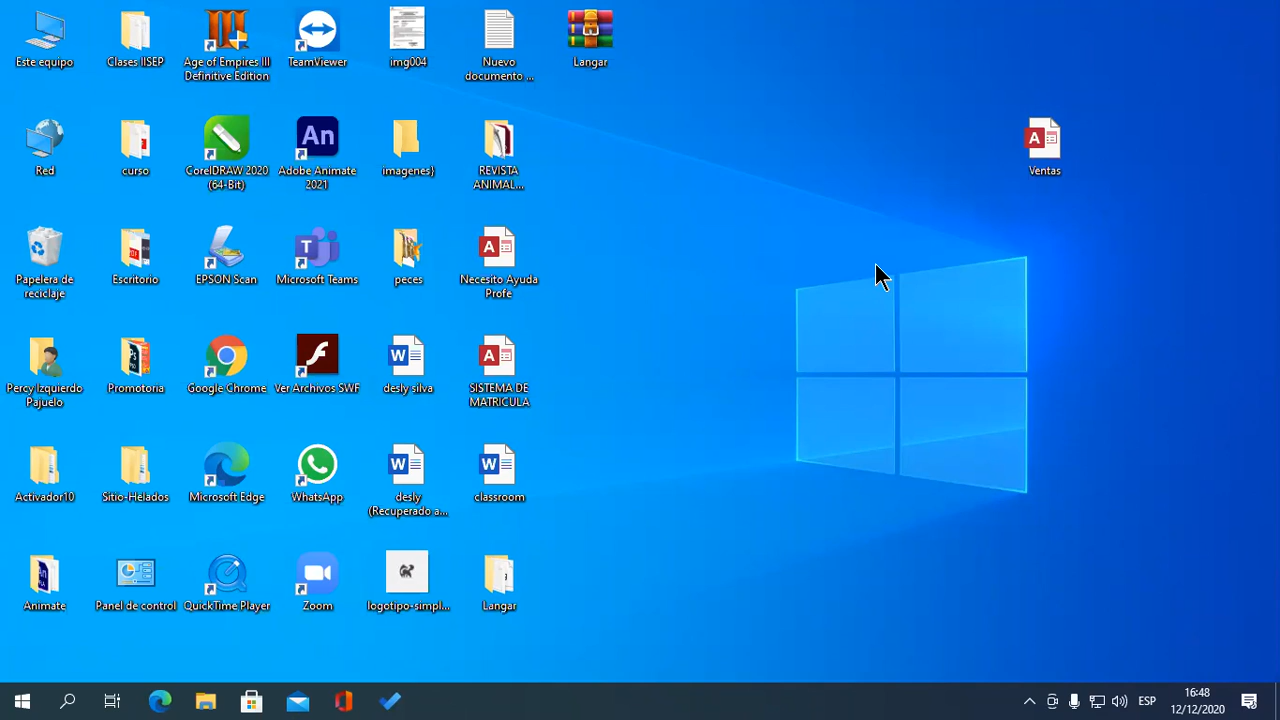 Este equipo
Clases IISEP
Age of Empires III
Definitive Edition
TeamViewer
img004
Nuevo
documento ...
Langar
Red
curso
CorelDRAW 2020
(64-Bit)
An
Adobe Animate
2021
imagenes}
REVISTA
ANIMAL...
Ventas
Papelera de
reciclaje
Escritorio
EPSON Scan
Microsoft Teams
peces
Necesito Ayuda
Profe
Percy Izquierdo
Pajuelo
Promotoria
Google Chrome
Ver Archivos SWF
desly silva
SISTEMA DE
MATRICULA
Activador10
Sitio-Helados
Microsoft Edge
WhatsApp
desly
(Recuperado a...
classroom
Animate
Panel de control
QuickTime Player
Zoom
logotipo-simpl...
Langar
ESP
16:48
12/12/2020